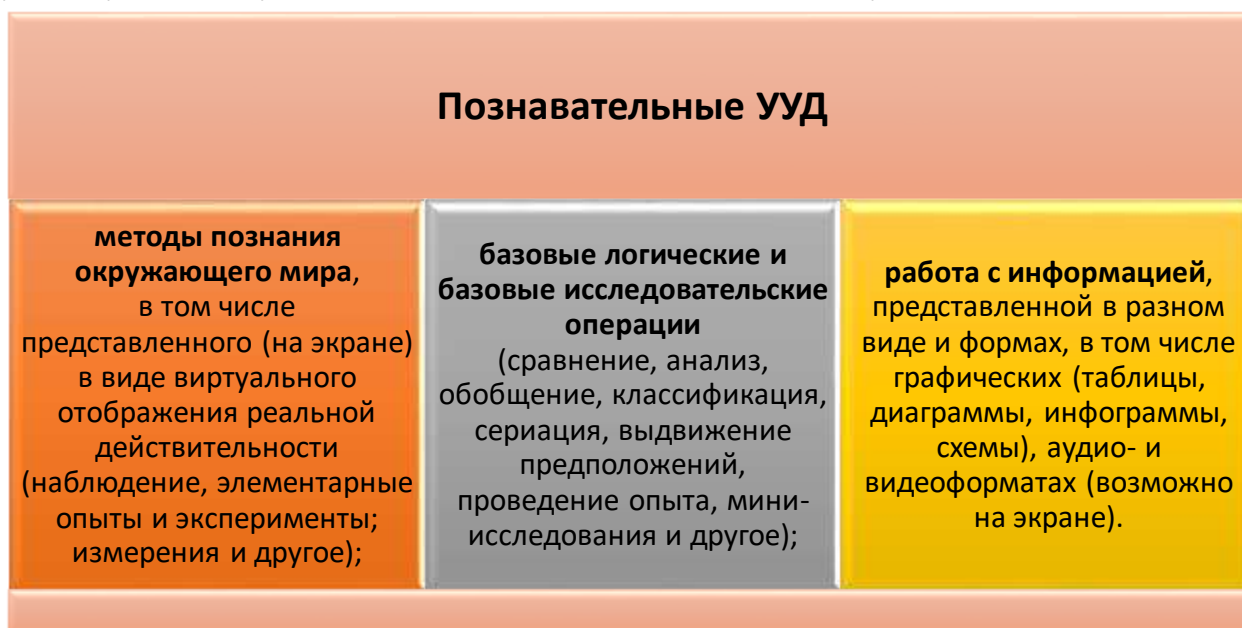 Познавательные УУД
методы познания
окружающего мира,
в том числе
представленного (на экране)
в виде виртуального
отображения реальной
действительности
(наблюдение, элементарные
опыты и эксперименты;
измерения и другое);
базовые логические и
базовые исследовательские
операции
(сравнение, анализ,
обобщение, классификация,
сериация, выдвижение
предположений,
проведение опыта, мини-
исследования и другое);
работа с информацией,
представленной в разном
виде и формах, в том числе
графических (таблицы,
диаграммы, инфограммы,
схемы), аудио- и
видеоформатах (возможно
на экране).